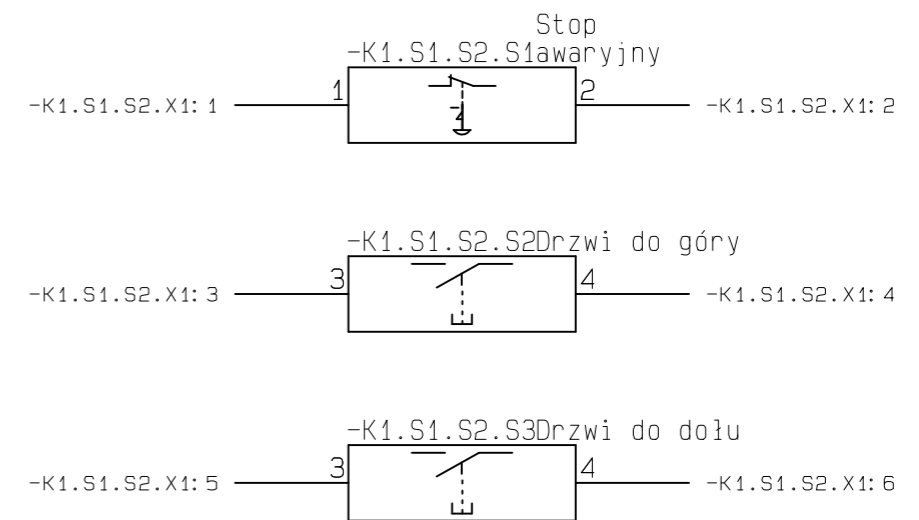 Stop
-K1.S1.S2.S1awaryjny
-K1.S1.S2.X1:1 1 2 -K1.S1.S2.X1:2
-K1.S1.S2.S2Drzwi do góry
-K1.S1.S2.X1:3 3 4 -K1.S1.S2.X1:4
-K1.S1.S2.S3Drzwi do dołu
-K1.S1.S2.X1:5 3 4 -K1.S1.S2.X1:6